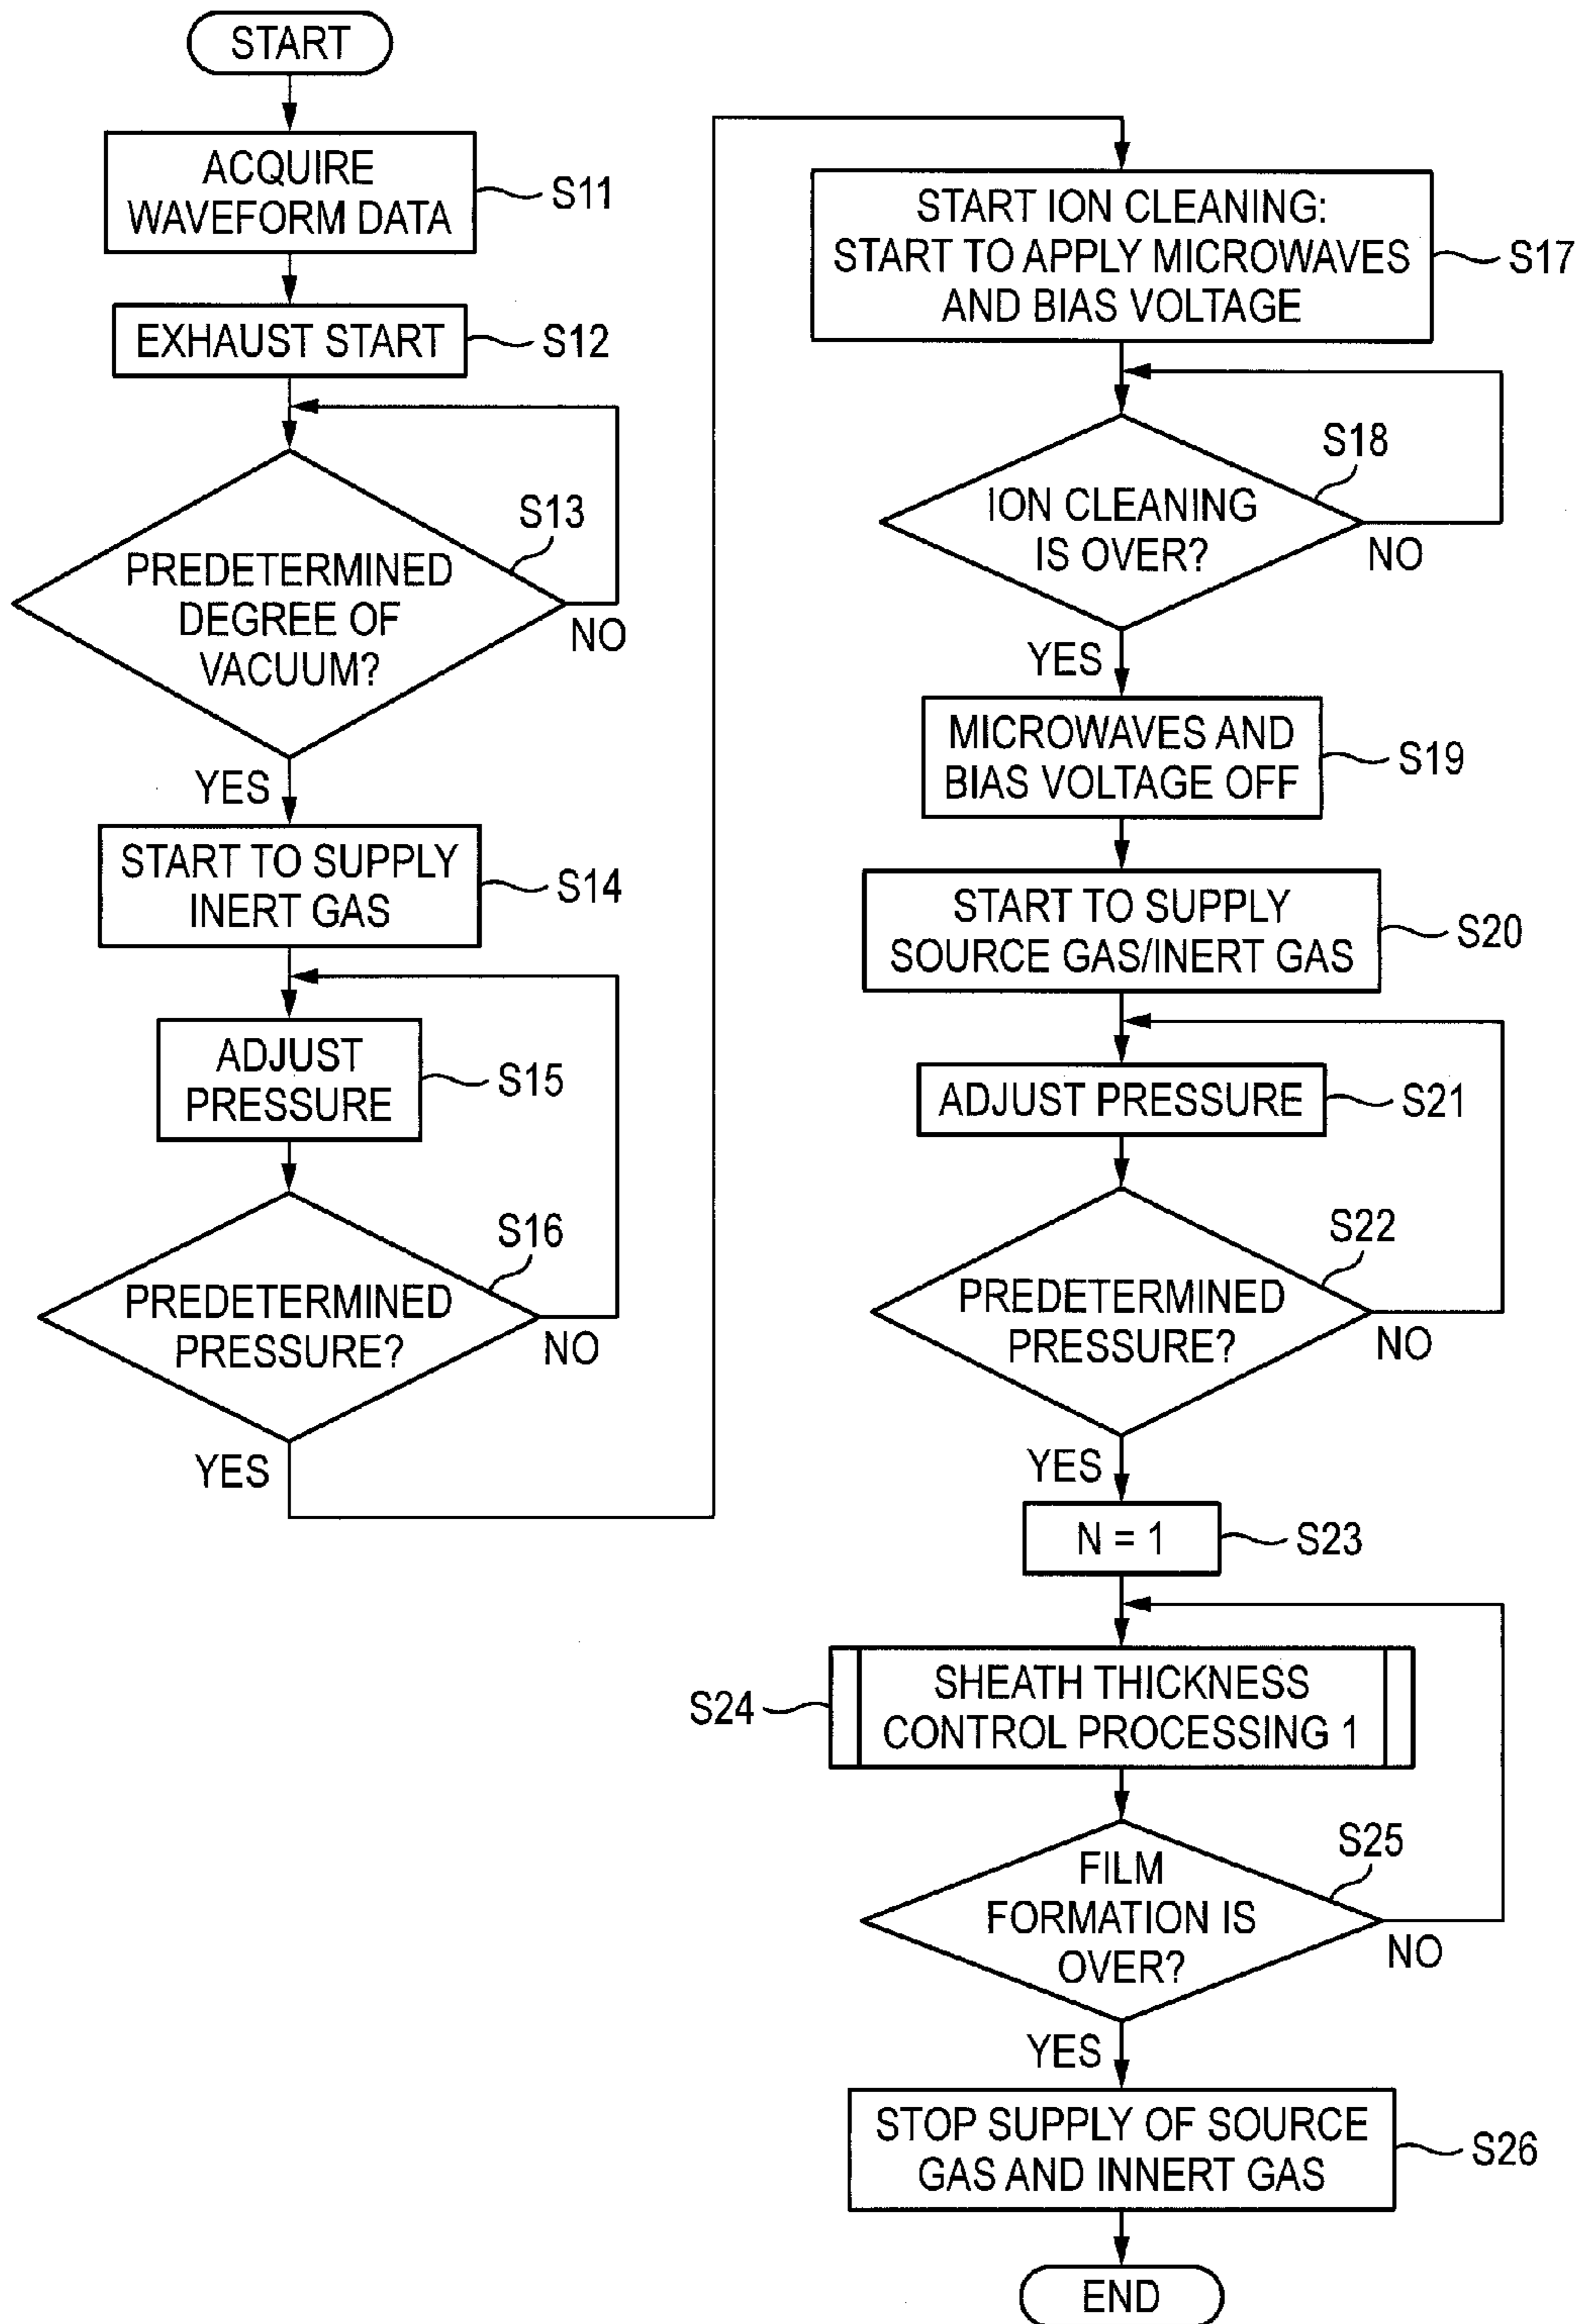 START
ACQUIRE
WAVEFORM DATA
S11
EXHAUST START
S12
S13
PREDETERMINED
DEGREE OF
VACUUM?
NO
YES
START TO SUPPLY
INERT GAS
S14
ADJUST
PRESSURE
S15
S16
PREDETERMINED
PRESSURE?
NO
YES
START ION CLEANING:
START TO APPLY MICROWAVES
AND BIAS VOLTAGE
S17
S18
ION CLEANING
IS OVER?
NO
YES
MICROWAVES AND
BIAS VOLTAGE OFF
S19
START TO SUPPLY
SOURCE GAS/INERT GAS
S20
ADJUST PRESSURE
S21
S22
PREDETERMINED
PRESSURE?
NO
YES
N = 1
S23
S24
SHEATH THICKNESS
CONTROL PROCESSING 1
S25
FILM
FORMATION IS
OVER?
NO
YES
STOP SUPPLY OF SOURCE
GAS AND INNERT GAS
S26
END